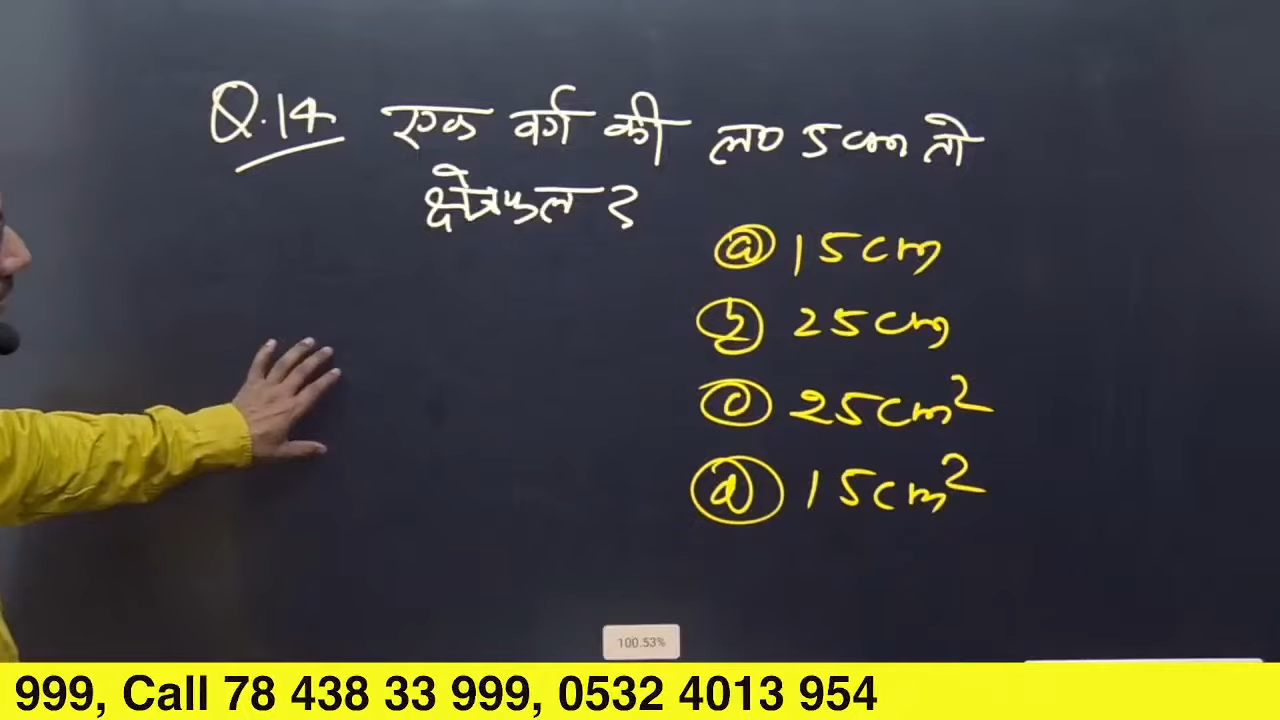 Q.14 एक वर्ग की ल० 5cm तो
क्षेत्रफल ?
ⓐ 15cm
ⓑ 25cm
ⓒ 25cm²
ⓓ 15cm²
100.53%
999, Call 78 438 33 999, 0532 4013 954